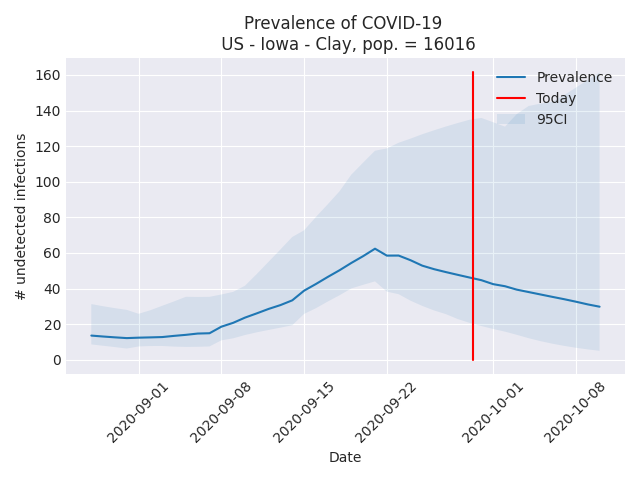 Prevalence of COVID-19
US - Iowa - Clay, pop. = 16016
Prevalence
Today
95CI
# undetected infections
160
140
120
100
80
60
40
20
0
2020-09-01
2020-09-08
2020-09-15
2020-09-22
2020-10-01
2020-10-08
Date